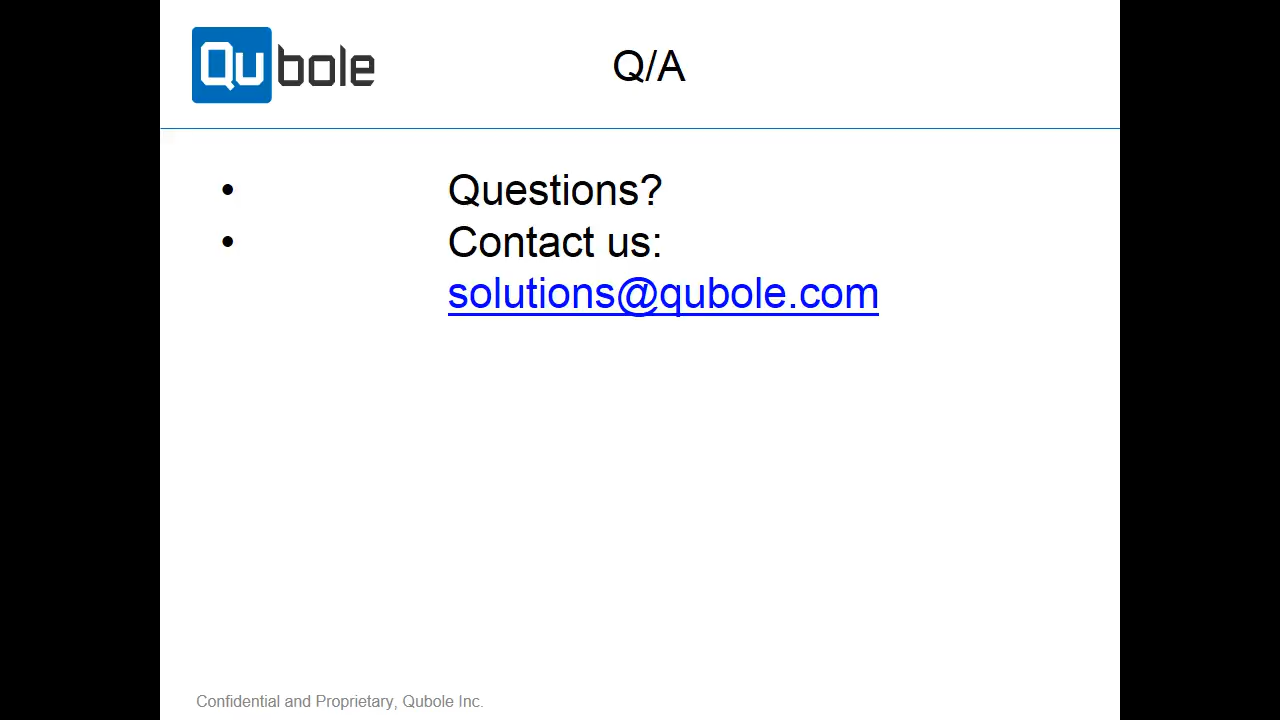 Qubole
Q/A
• Questions?
• Contact us:
solutions@qubole.com
Confidential and Proprietary, Qubole Inc.